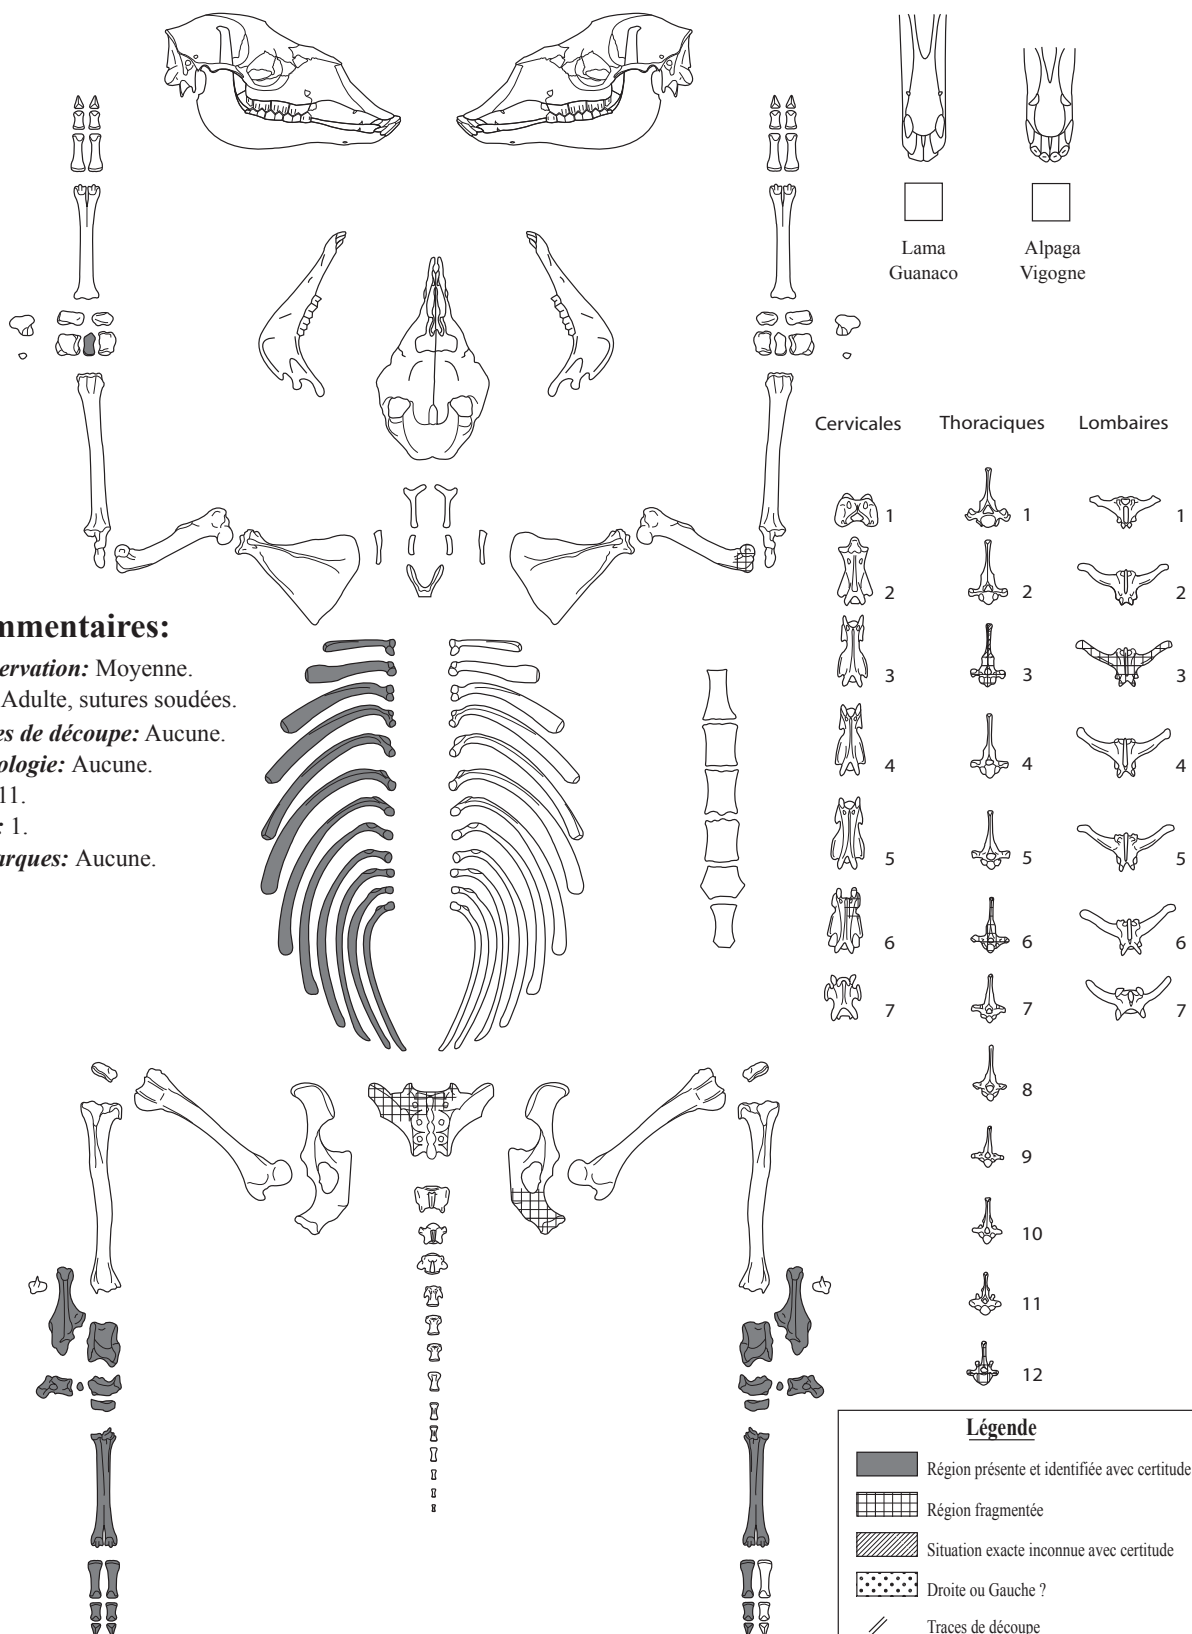 Lama
Guanaco
Alpaga
Vigogne
Cervicales
Thoraciques
Lombaires
1
2
3
4
5
6
7
1
2
3
4
5
6
7
8
9
10
11
12
1
2
3
4
5
6
7
mmentaires:
ervation: Moyenne.
Adulte, sutures soudées.
es de découpe: Aucune.
ologie: Aucune.
11.
: 1.
arques: Aucune.
Légende
Région présente et identifiée avec certitude
Région fragmentée
Situation exacte inconnue avec certitude
Droite ou Gauche ?
Traces de découpe